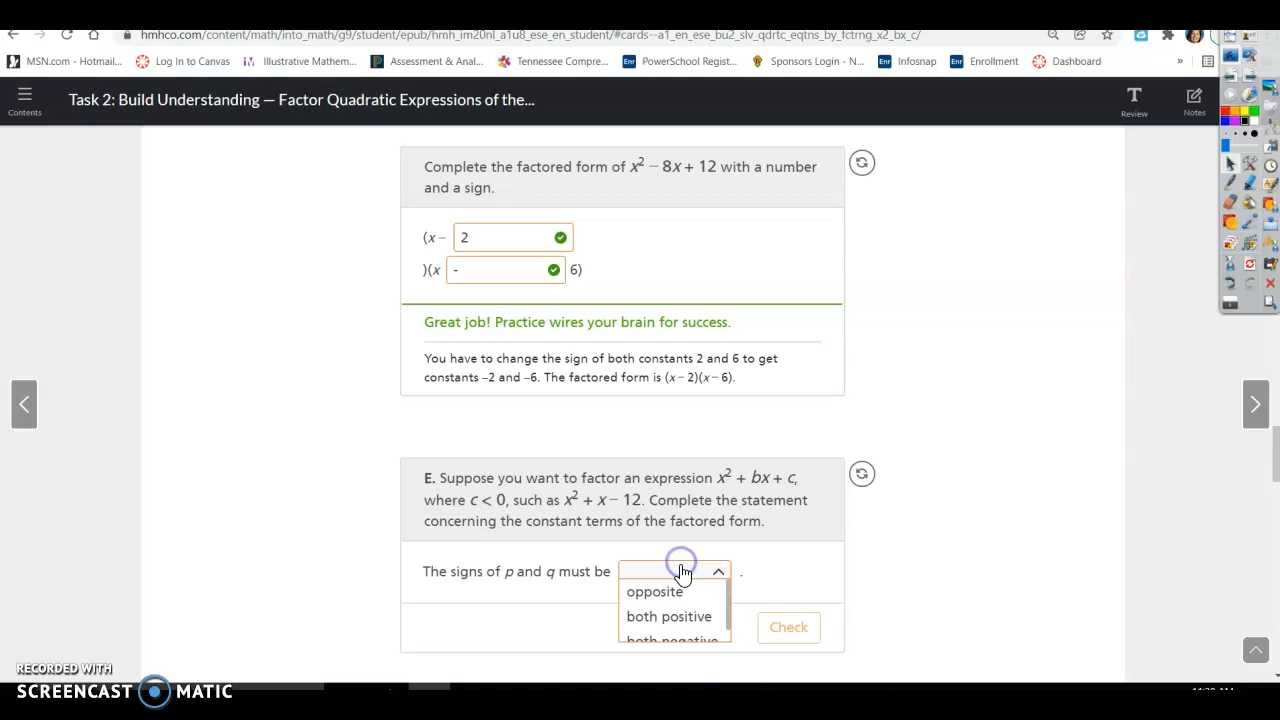 hmhco.com/content/math/into_math/g9/student/epub/hmh_im20nl_a1u8_ese_en_student/#cards--a1_en_ese_bu2_slv_qdrtc_eqtns_by_fctrng_x2_bx_c/
MSN.com - Hotmail... Log In to Canvas Illustrative Mathem... Assessment & Analy... Tennessee Compre... Enr PowerSchool Regist... Sponsors Login - N... Enr Infosnap Enr Enrollment Dashboard »
Contents Task 2: Build Understanding — Factor Quadratic Expressions of the... Review Notes
Complete the factored form of x² − 8x + 12 with a number
and a sign.
(x − 2
)(x - 6)
Great job! Practice wires your brain for success.
You have to change the sign of both constants 2 and 6 to get
constants –2 and –6. The factored form is (x − 2)(x − 6).
E. Suppose you want to factor an expression x² + bx + c,
where c < 0, such as x² + x − 12. Complete the statement
concerning the constant terms of the factored form.
The signs of p and q must be .
opposite
both positive
both negative
Check
RECORDED WITH
SCREENCAST MATIC